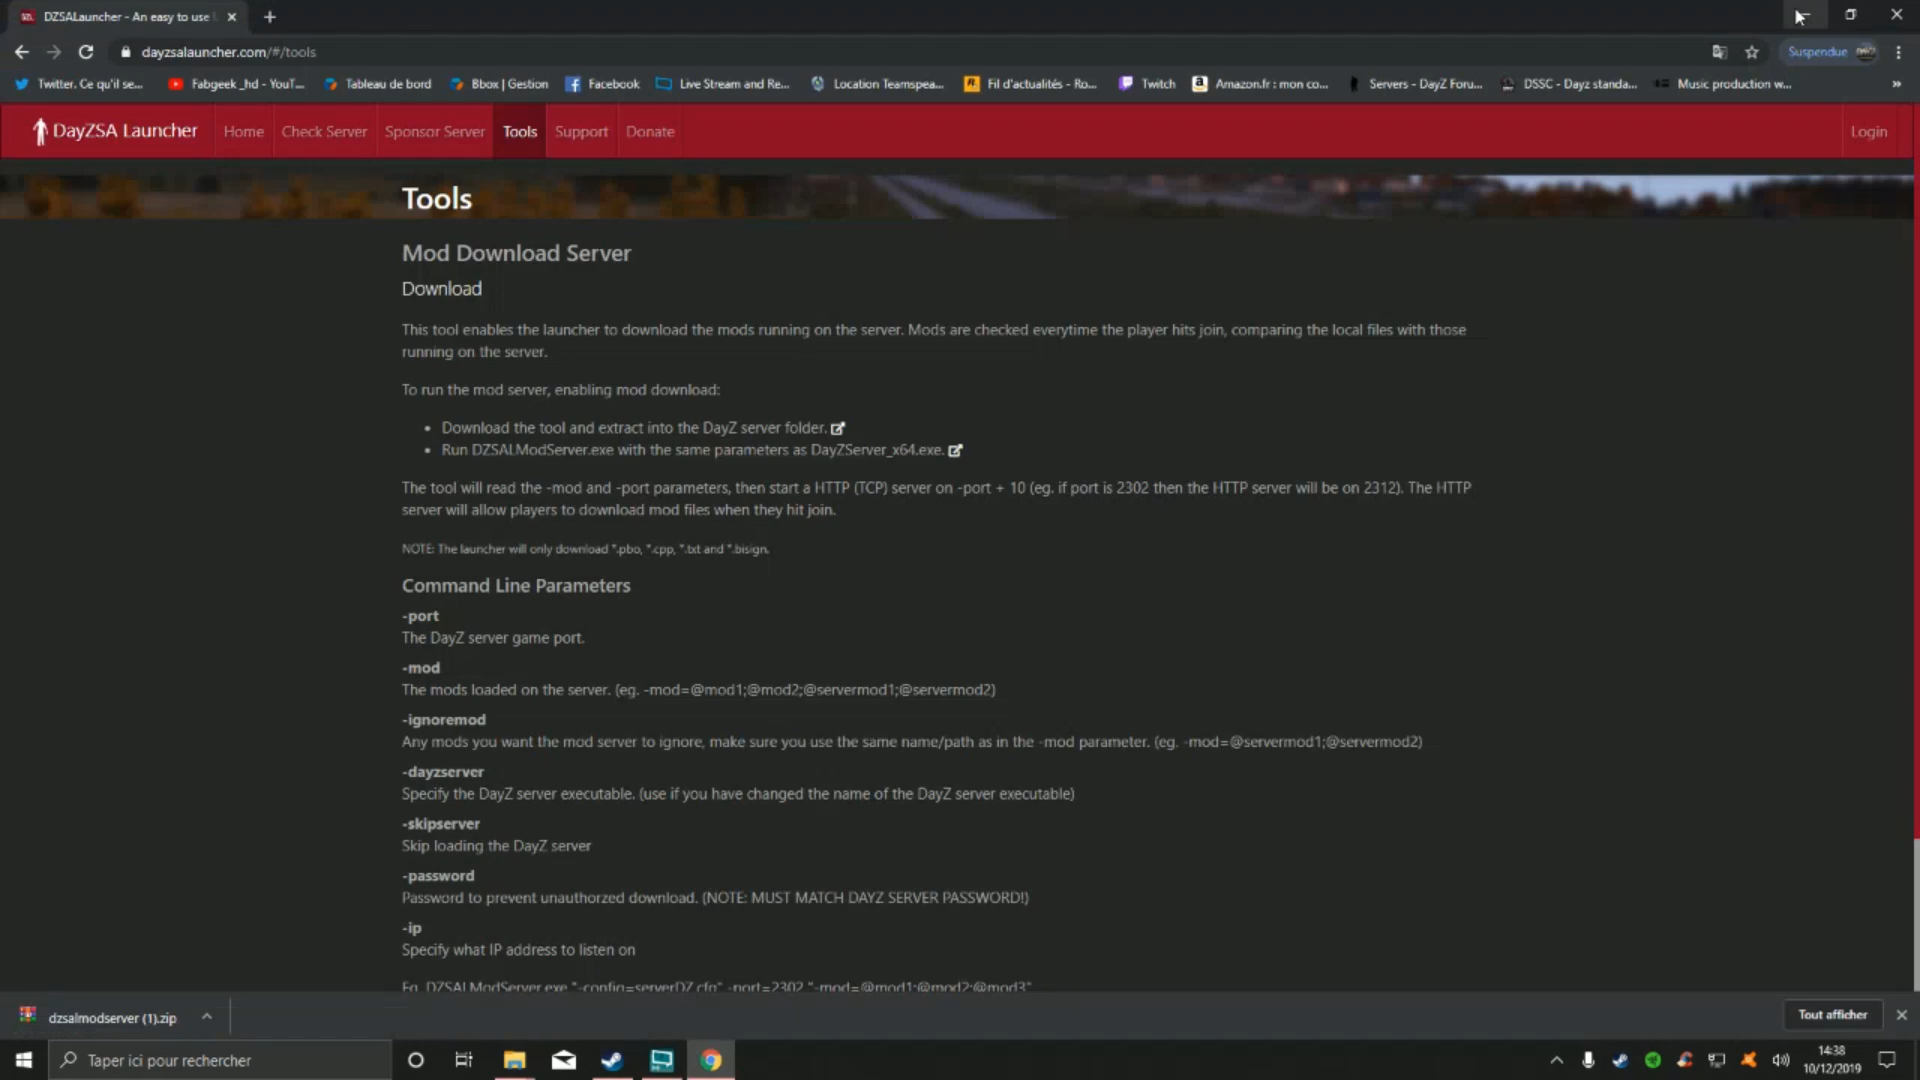 DZSALauncher - An easy to use
dayzsalauncher.com/#/tools
Suspendue
Twitter. Ce qu'il se...
Fabgeek _hd - YouT...
Tableau de bord
Bbox | Gestion
Facebook
Live Stream and Re...
Location Teamspea...
Fil d'actualités - Ro...
Twitch
Amazon.fr : mon co...
Servers - DayZ Foru...
DSSC - Dayz standa...
Music production w...
»
DayZSA Launcher
Home
Check Server
Sponsor Server
Tools
Support
Donate
Login
Tools
Mod Download Server
Download
This tool enables the launcher to download the mods running on the server. Mods are checked everytime the player hits join, comparing the local files with those
running on the server.
To run the mod server, enabling mod download:
• Download the tool and extract into the DayZ server folder.
• Run DZSALModServer.exe with the same parameters as DayZServer_x64.exe.
The tool will read the -mod and -port parameters, then start a HTTP (TCP) server on -port + 10 (eg. if port is 2302 then the HTTP server will be on 2312). The HTTP
server will allow players to download mod files when they hit join.
NOTE: The launcher will only download *.pbo, *.cpp, *.txt and *.bisign.
Command Line Parameters
-port
The DayZ server game port.
-mod
The mods loaded on the server. (eg. -mod=@mod1;@mod2;@servermod1;@servermod2)
-ignoremod
Any mods you want the mod server to ignore, make sure you use the same name/path as in the -mod parameter. (eg. -mod=@servermod1;@servermod2)
-dayzserver
Specify the DayZ server executable. (use if you have changed the name of the DayZ server executable)
-skipserver
Skip loading the DayZ server
-password
Password to prevent unauthorzed download. (NOTE: MUST MATCH DAYZ SERVER PASSWORD!)
-ip
Specify what IP address to listen on
Eg. DZSALModServer.exe "-config=serverDZ.cfg" -port=2302 "-mod=@mod1;@mod2;@mod3"
dzsalmodserver (1).zip
Tout afficher
Taper ici pour rechercher
14:38
10/12/2019